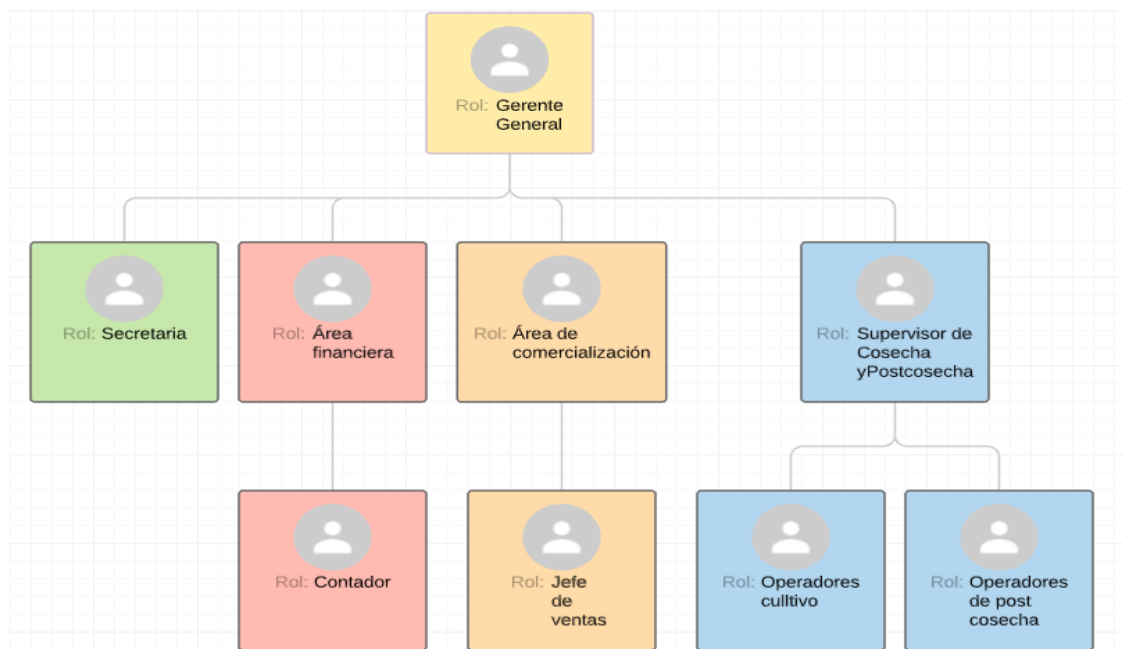 Rol: Gerente
General
Rol: Secretaria
Rol: Área
financiera
Rol: Área de
comercialización
Rol: Supervisor de
Cosecha
yPostcosecha
Rol: Contador
Rol: Jefe
de
ventas
Rol: Operadores
culltivo
Rol: Operadores
de post
cosecha